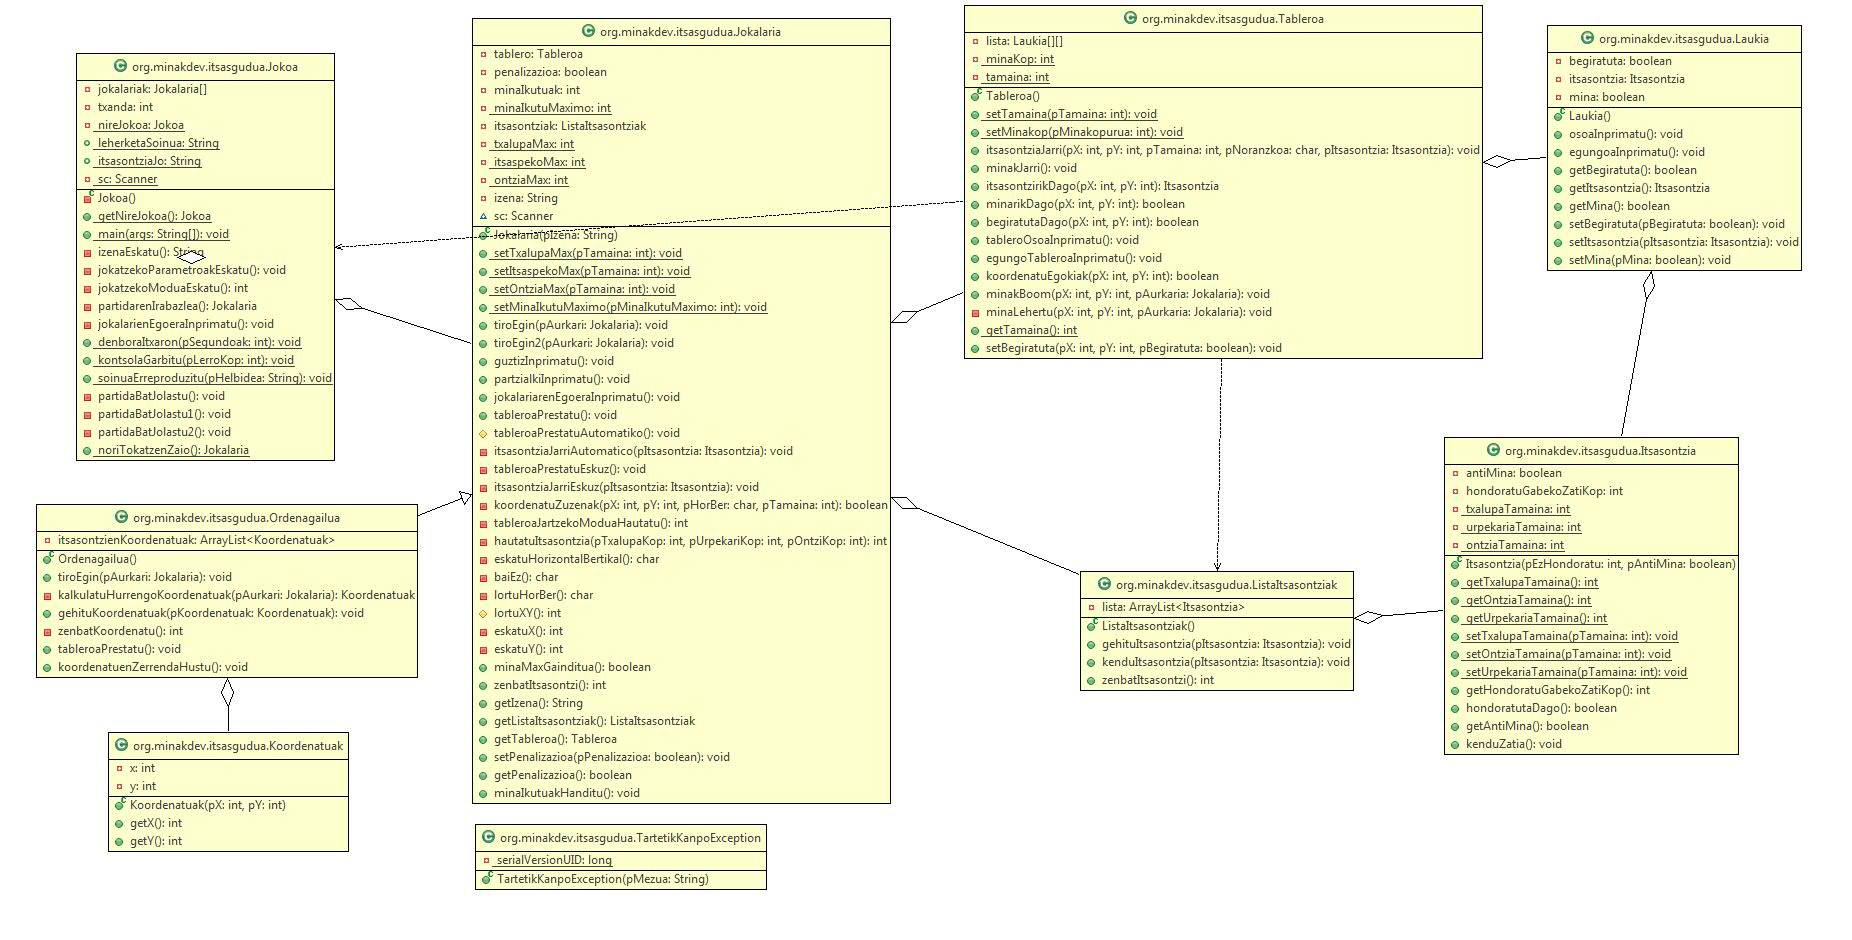 org.minakdev.itsasgudua.Jokoa
jokalariak: Jokalaria[]
txanda: int
nireJokoa: Jokoa
leherketaSoinua: String
itsasontziaJo: String
sc: Scanner
Jokoa()
getNireJokoa(): Jokoa
main(args: String[]): void
izenaEskatu(): String
jokatzekoParametroakEskatu(): void
jokatzekoModuaEskatu(): int
partidarenIrabazlea(): Jokalaria
jokalarienEgoeraInprimatu(): void
denboraItxaron(pSegundoak: int): void
kontsolaGarbitu(pLerroKop: int): void
soinuaErreproduzitu(pHelbidea: String): void
partidaBatJolastu(): void
partidaBatJolastu1(): void
partidaBatJolastu2(): void
noriTokatzenZaio(): Jokalaria
org.minakdev.itsasgudua.Ordenagailua
itsasontzienKoordenatuak: ArrayList<Koordenatuak>
Ordenagailua()
tiroEgin(pAurkari: Jokalaria): void
kalkulatuHurrengoKoordenatuak(pAurkari: Jokalaria): Koordenatuak
gehituKoordenatuak(pKoordenatuak: Koordenatuak): void
zenbatKoordenatu(): int
tableroaPrestatu(): void
koordenatuenZerrendaHustu(): void
org.minakdev.itsasgudua.Koordenatuak
x: int
y: int
Koordenatuak(pX: int, pY: int)
getX(): int
getY(): int
org.minakdev.itsasgudua.Jokalaria
tablero: Tableroa
penalizazioa: boolean
minaIkutuak: int
minaIkutuMaximo: int
itsasontziak: ListaItsasontziak
txalupaMax: int
itsaspekoMax: int
ontziaMax: int
izena: String
sc: Scanner
Jokalaria(pIzena: String)
setTxalupaMax(pTamaina: int): void
setItsaspekoMax(pTamaina: int): void
setOntziaMax(pTamaina: int): void
setMinaIkutuMaximo(pMinaIkutuMaximo: int): void
tiroEgin(pAurkari: Jokalaria): void
tiroEgin2(pAurkari: Jokalaria): void
guztizInprimatu(): void
partzialkiInprimatu(): void
jokalariarenEgoeraInprimatu(): void
tableroaPrestatu(): void
tableroaPrestatuAutomatiko(): void
itsasontziaJarriAutomatico(pItsasontzia: Itsasontzia): void
tableroaPrestatuEskuz(): void
itsasontziaJarriEskuz(pItsasontzia: Itsasontzia): void
koordenatuZuzenak(pX: int, pY: int, pHorBer: char, pTamaina: int): boolean
tableroaJartzekoModuaHautatu(): int
hautatuItsasontzia(pTxalupaKop: int, pUrpekariKop: int, pOntziKop: int): int
eskatuHorizontalBertikal(): char
baiEz(): char
lortuHorBer(): char
lortuXY(): int
eskatuX(): int
eskatuY(): int
minaMaxGainditua(): boolean
zenbatItsasontzi(): int
getIzena(): String
getListaItsasontziak(): ListaItsasontziak
getTableroa(): Tableroa
setPenalizazioa(pPenalizazioa: boolean): void
getPenalizazioa(): boolean
minaIkutuakHanditu(): void
org.minakdev.itsasgudua.TartetikKanpoException
serialVersionUID: long
TartetikKanpoException(pMezua: String)
org.minakdev.itsasgudua.Tableroa
lista: Laukia[][]
minaKop: int
tamaina: int
Tableroa()
setTamaina(pTamaina: int): void
setMinakop(pMinakopurua: int): void
itsasontziaJarri(pX: int, pY: int, pTamaina: int, pNoranzkoa: char, pItsasontzia: Itsasontzia): void
minakJarri(): void
itsasontzirikDago(pX: int, pY: int): Itsasontzia
minarikDago(pX: int, pY: int): boolean
begiratutaDago(pX: int, pY: int): boolean
tableroOsoaInprimatu(): void
egungoTableroaInprimatu(): void
koordenatuEgokiak(pX: int, pY: int): boolean
minakBoom(pX: int, pY: int, pAurkaria: Jokalaria): void
minaLehertu(pX: int, pY: int, pAurkaria: Jokalaria): void
getTamaina(): int
setBegiratuta(pX: int, pY: int, pBegiratuta: boolean): void
org.minakdev.itsasgudua.ListaItsasontziak
lista: ArrayList<Itsasontzia>
ListaItsasontziak()
gehituItsasontzia(pItsasontzia: Itsasontzia): void
kenduItsasontzia(pItsasontzia: Itsasontzia): void
zenbatItsasontzi(): int
org.minakdev.itsasgudua.Laukia
begiratuta: boolean
itsasontzia: Itsasontzia
mina: boolean
Laukia()
osoaInprimatu(): void
egungoaInprimatu(): void
getBegiratuta(): boolean
getItsasontzia(): Itsasontzia
getMina(): boolean
setBegiratuta(pBegiratuta: boolean): void
setItsasontzia(pItsasontzia: Itsasontzia): void
setMina(pMina: boolean): void
org.minakdev.itsasgudua.Itsasontzia
antiMina: boolean
hondoratuGabekoZatiKop: int
txalupaTamaina: int
urpekariaTamaina: int
ontziaTamaina: int
Itsasontzia(pEzHondoratu: int, pAntiMina: boolean)
getTxalupaTamaina(): int
getOntziaTamaina(): int
getUrpekariaTamaina(): int
setTxalupaTamaina(pTamaina: int): void
setOntziaTamaina(pTamaina: int): void
setUrpekariaTamaina(pTamaina: int): void
getHondoratuGabekoZatiKop(): int
hondoratutaDago(): boolean
getAntiMina(): boolean
kenduZatia(): void